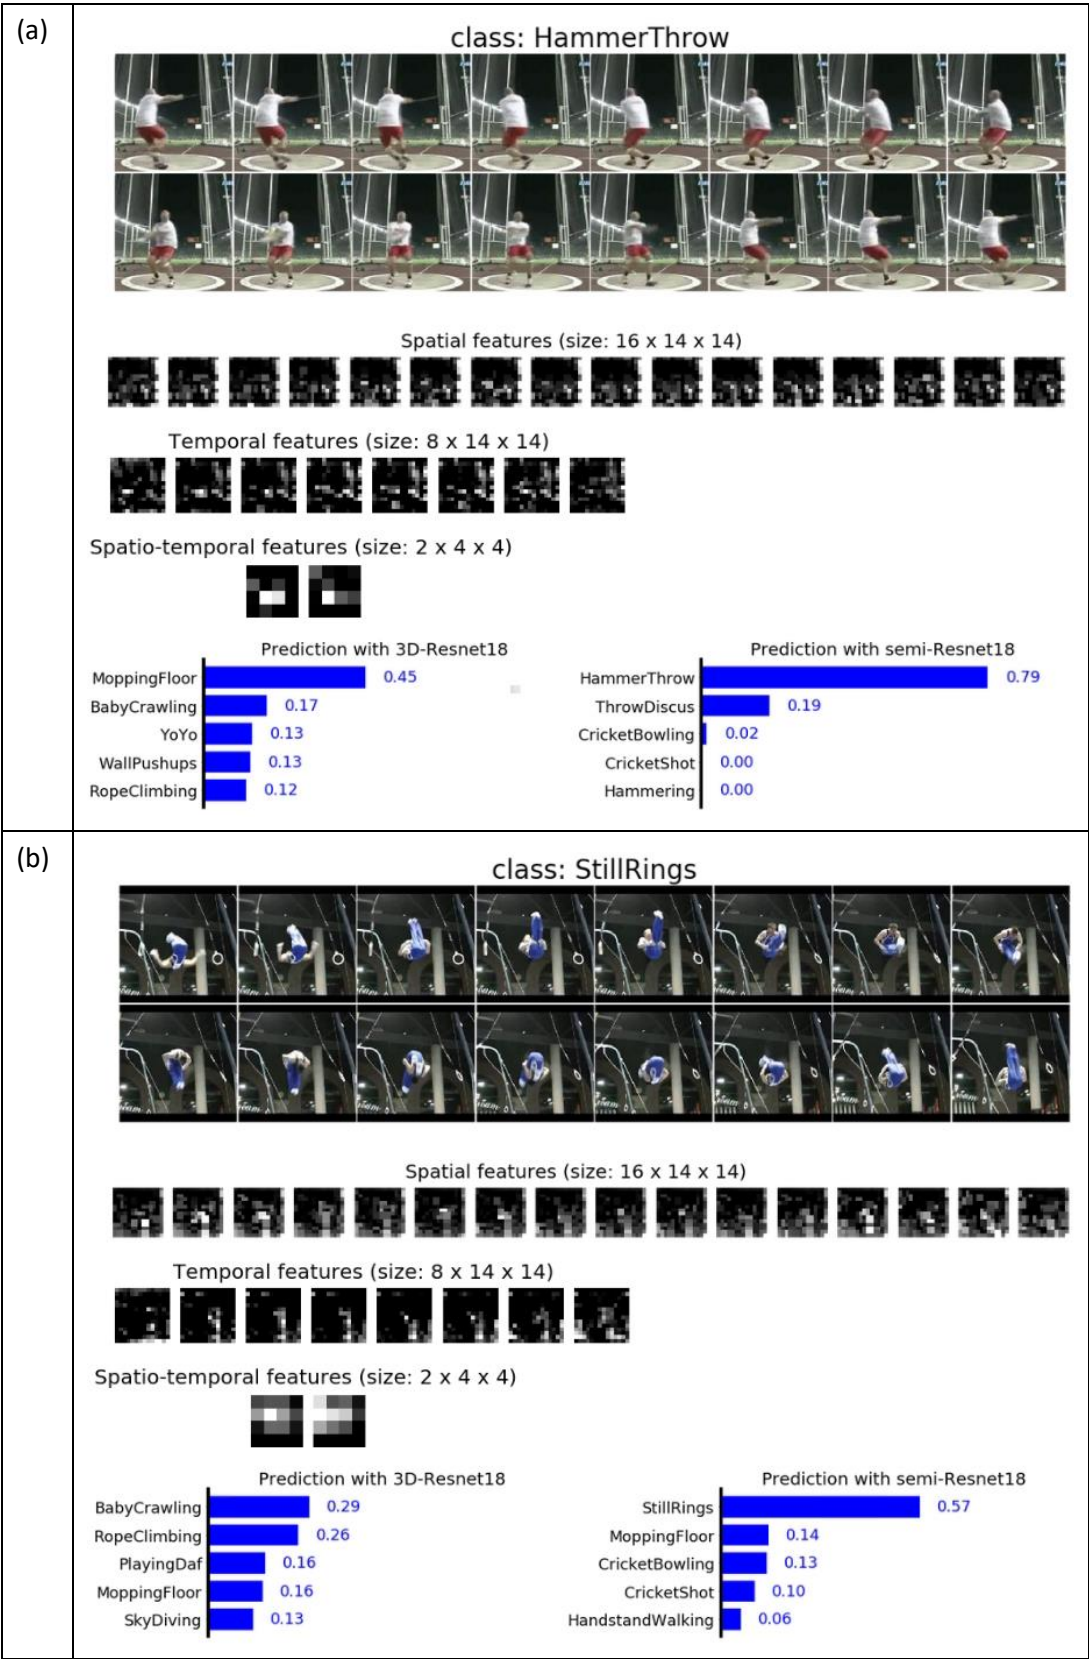 (a)
class: HammerThrow
Spatial features (size: 16 x 14 x 14)
Temporal features (size: 8 x 14 x 14)
Spatio-temporal features (size: 2 x 4 x 4)
Prediction with 3D-Resnet18
MoppingFloor 0.45
BabyCrawling 0.17
YoYo 0.13
WallPushups 0.13
RopeClimbing 0.12
Prediction with semi-Resnet18
HammerThrow 0.79
ThrowDiscus 0.19
CricketBowling 0.02
CricketShot 0.00
Hammering 0.00
(b)
class: StillRings
Spatial features (size: 16 x 14 x 14)
Temporal features (size: 8 x 14 x 14)
Spatio-temporal features (size: 2 x 4 x 4)
Prediction with 3D-Resnet18
BabyCrawling 0.29
RopeClimbing 0.26
PlayingDaf 0.16
MoppingFloor 0.16
SkyDiving 0.13
Prediction with semi-Resnet18
StillRings 0.57
MoppingFloor 0.14
CricketBowling 0.13
CricketShot 0.10
HandstandWalking 0.06